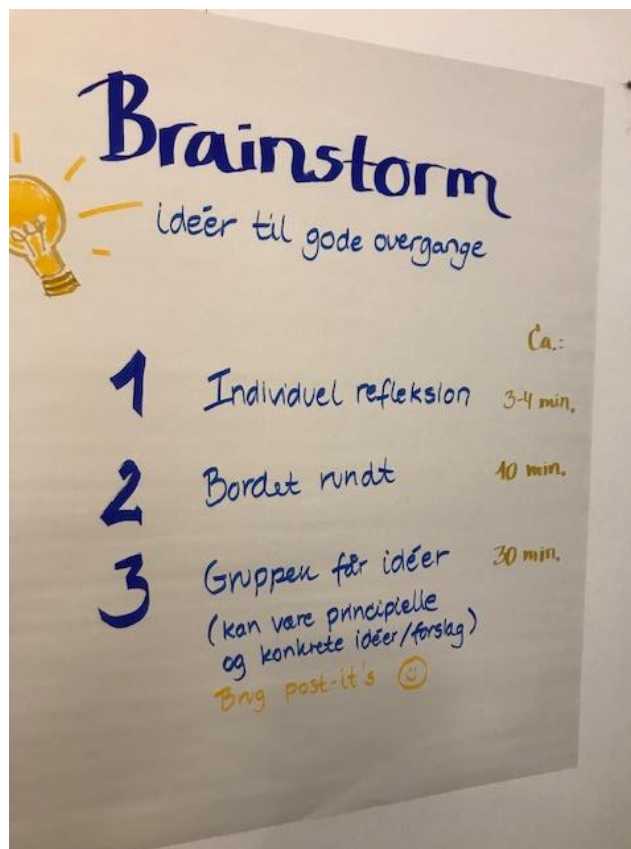 Brainstorm
ideér til gode overgange
Ca.:
1 Individuel refleksion 3-4 min.
2 Bordet rundt 10 min.
3 Gruppen får idéer 30 min.
(kan være principielle
og konkrete idéer/forslag)
Brug post-it's